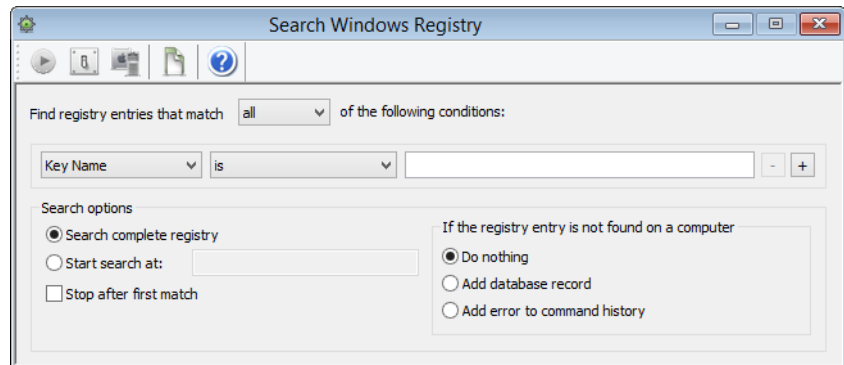 Search Windows Registry
Find registry entries that match all of the following conditions:
Key Name is - +
Search options
Search complete registry
Start search at:
Stop after first match
If the registry entry is not found on a computer
Do nothing
Add database record
Add error to command history